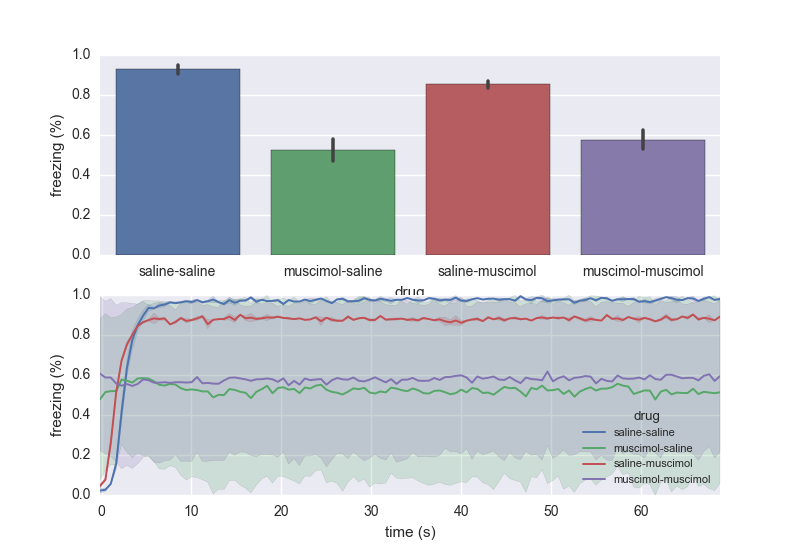 1.0
0.8
0.6
0.4
0.2
0.0
freezing (%)
saline-saline muscimol-saline saline-muscimol muscimol-muscimol
drug
1.0
0.8
0.6
0.4
0.2
0.0
freezing (%)
drug
saline-saline
muscimol-saline
saline-muscimol
muscimol-muscimol
0 10 20 30 40 50 60
time (s)